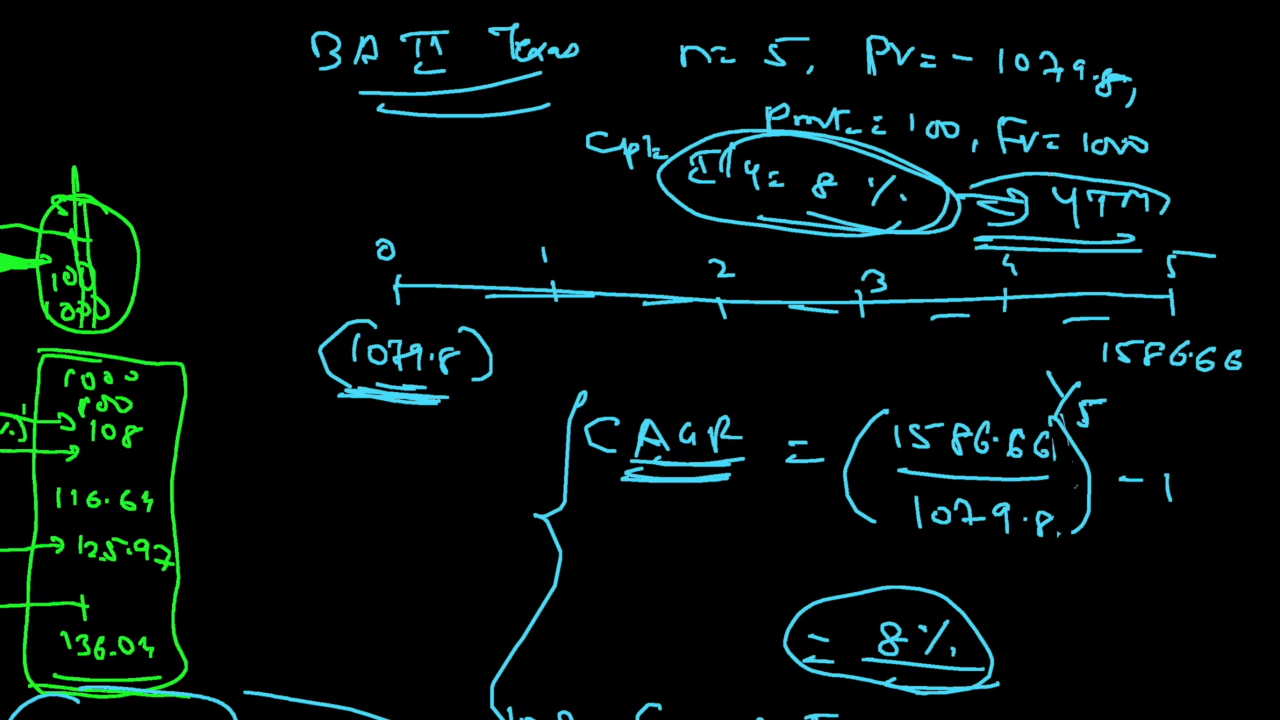 BA II Texas
n= 5, PV= - 1079.8,
Pmt = 100, FV= 1000
Cpt I/Y= 8 % → YTM
0 1 2 3 4 5
(1079.8) 1586.66
CAGR = (1586.66 / 1079.8)^1/5 - 1
= 8%
5
100
1000
1000
100
108
116.64
125.97
136.04